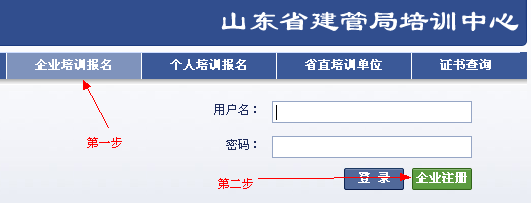 山东省建管局培训中心
企业培训报名 个人培训报名 省直培训单位 证书查询
用户名：
第一步
密码：
第二步
登 录 企业注册